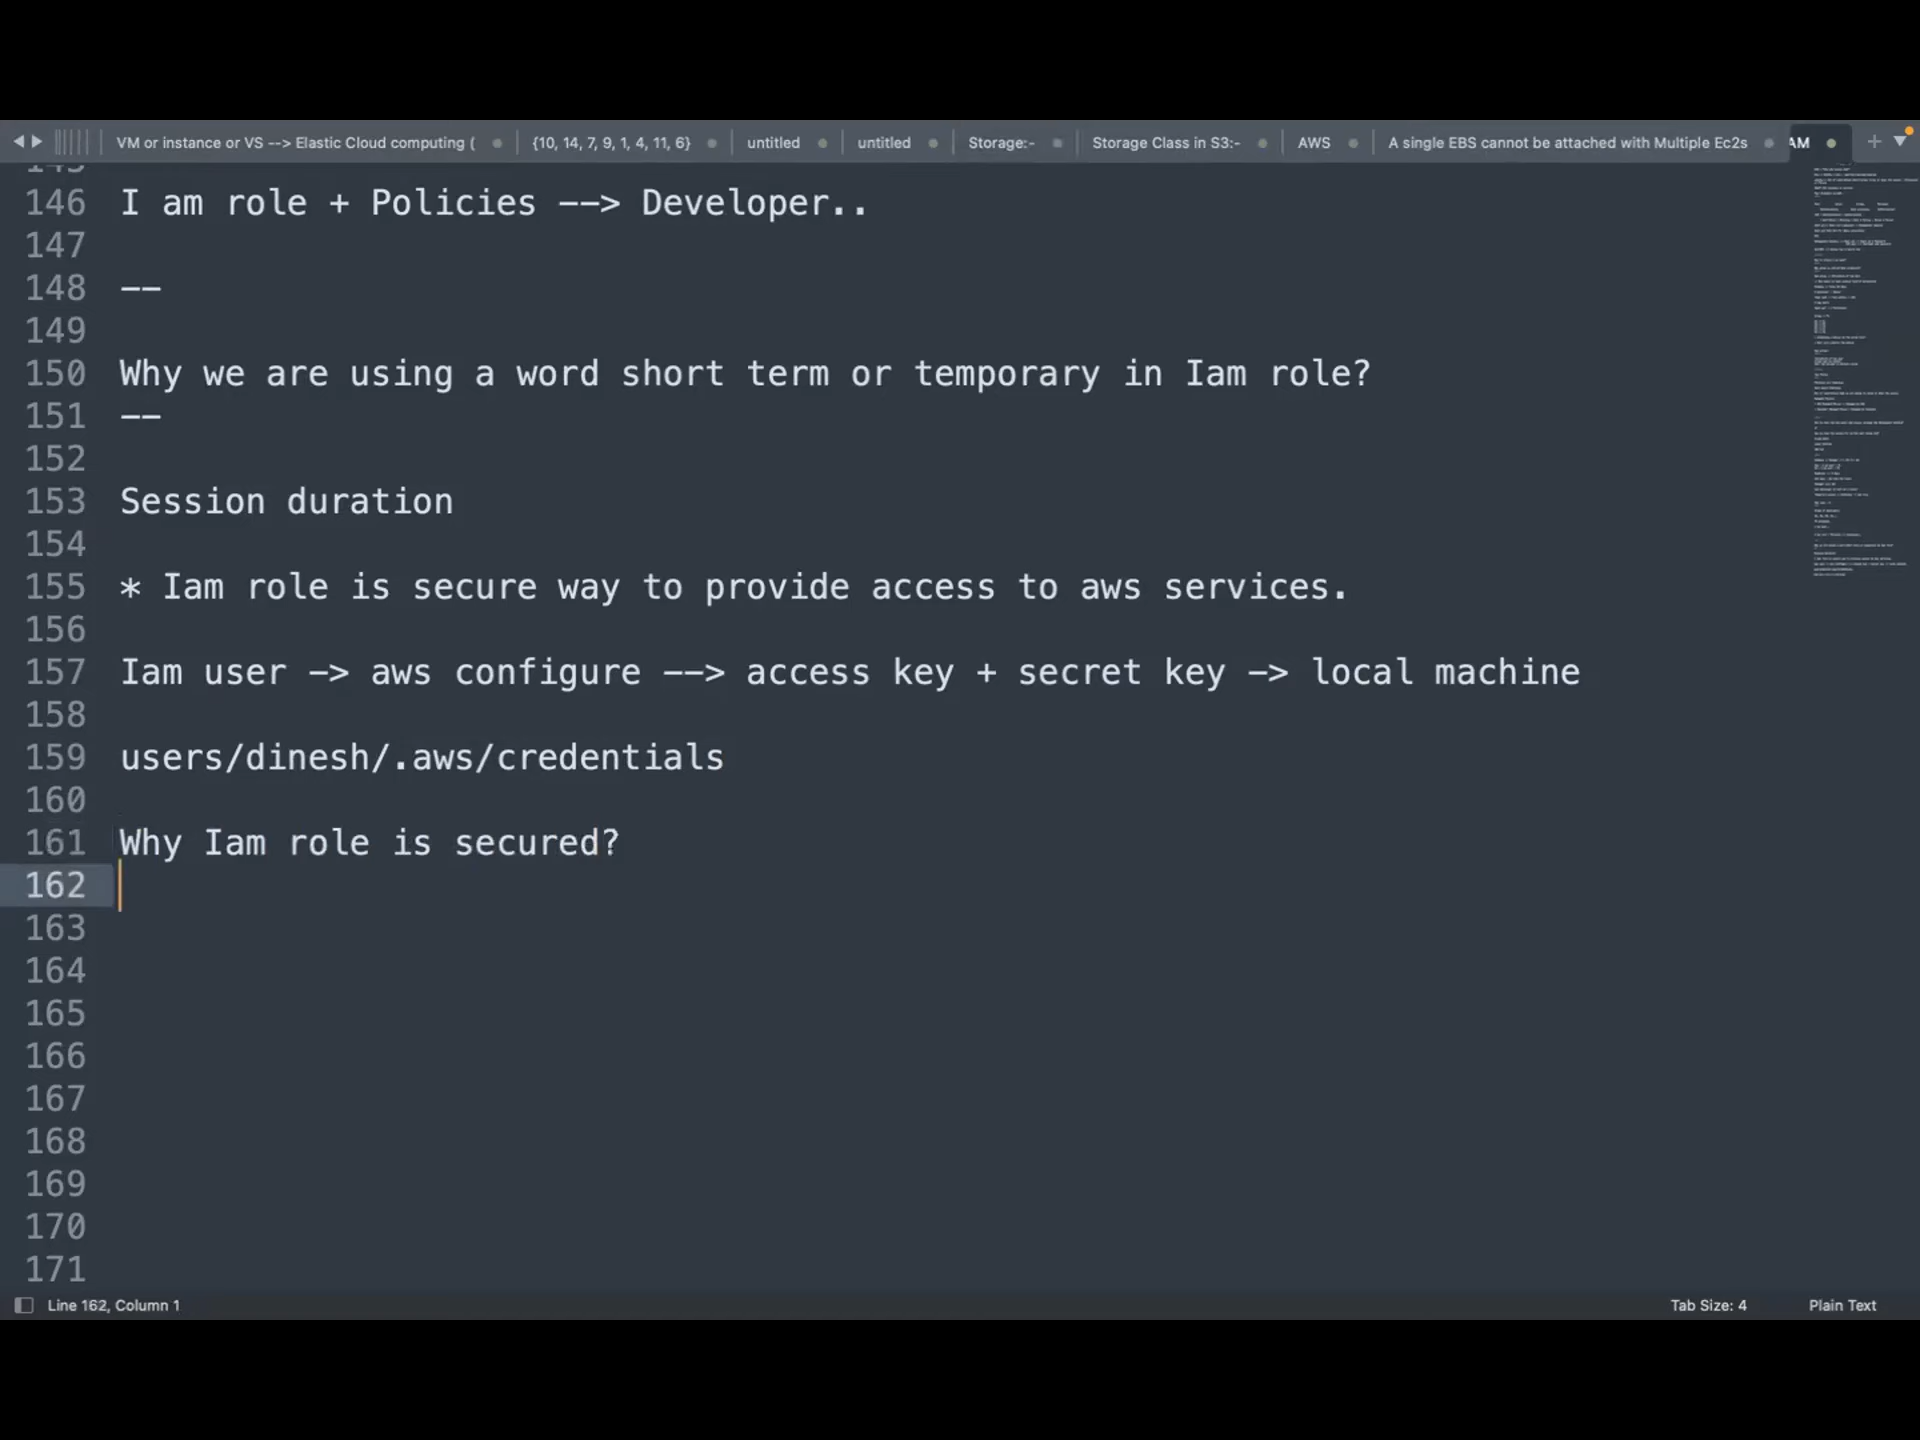 VM or instance or VS --> Elastic Cloud computing (
{10, 14, 7, 9, 1, 4, 11, 6}
untitled
untitled
Storage:-
Storage Class in S3:-
AWS
A single EBS cannot be attached with Multiple Ec2s
AM
146 I am role + Policies --> Developer..
147
148 --
149
150 Why we are using a word short term or temporary in Iam role?
151 --
152
153 Session duration
154
155 * Iam role is secure way to provide access to aws services.
156
157 Iam user -> aws configure --> access key + secret key -> local machine
158
159 users/dinesh/.aws/credentials
160
161 Why Iam role is secured?
162
163
164
165
166
167
168
169
170
171
Line 162, Column 1
Tab Size: 4
Plain Text